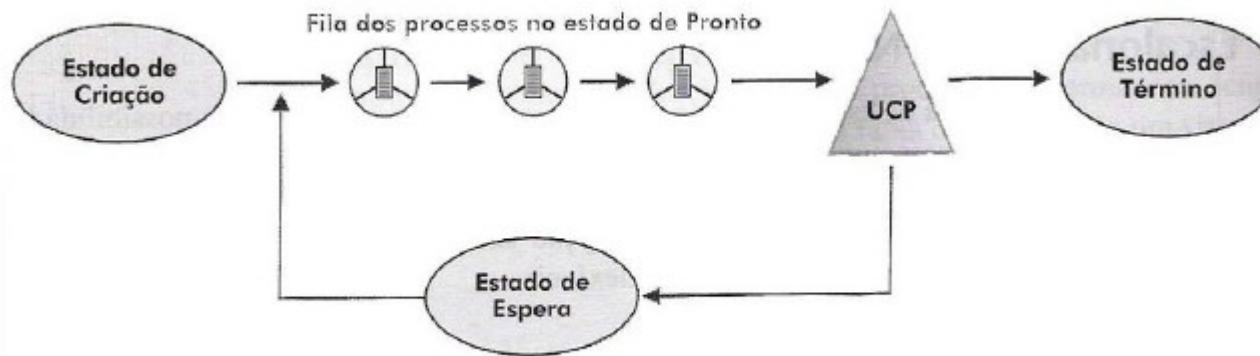 Fila dos processos no estado de Pronto
Estado de
Criação
UCP
Estado de
Término
Estado de
Espera